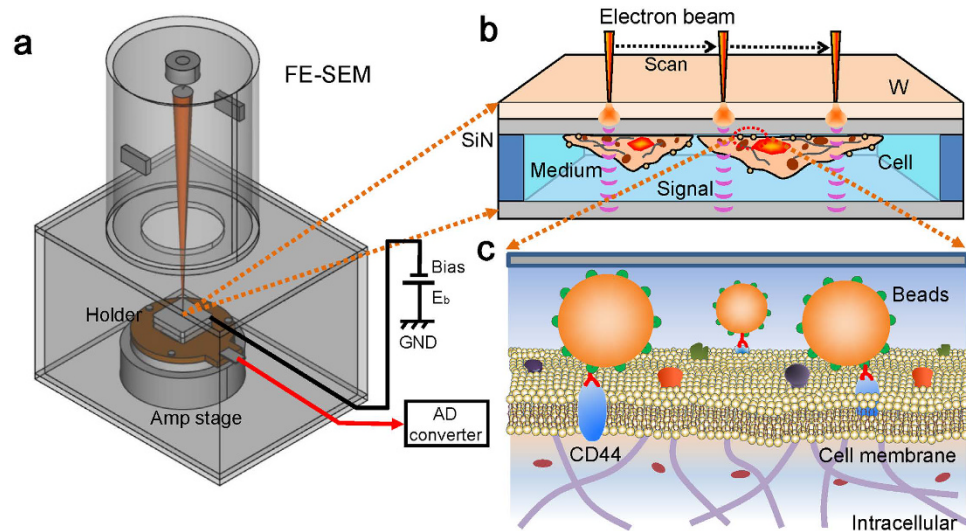 a
FE-SEM
Holder
Amp stage
Bias
E_b
GND
AD
converter
b
Electron beam
Scan
W
SiN
Medium
Cell
Signal
c
Beads
CD44
Cell membrane
Intracellular